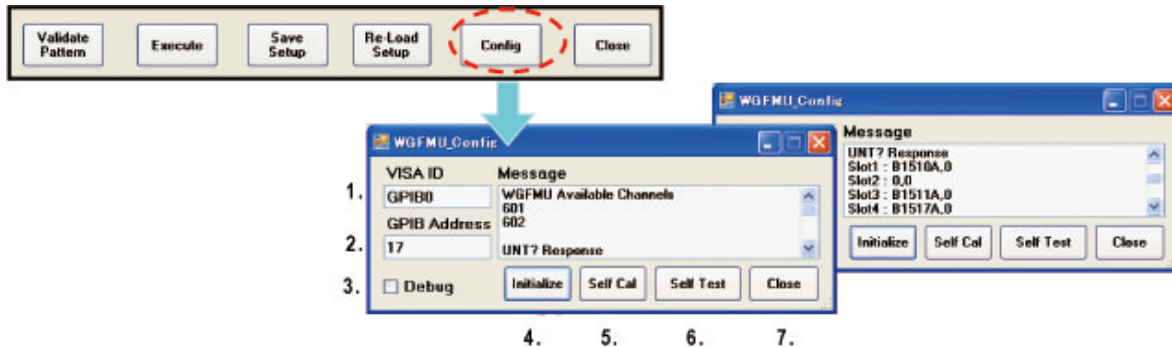 Validate Pattern
Execute
Save Setup
Re-Load Setup
Config
Close
WGFMU_Config
VISA ID
Message
1.
GPIB0
WGFMU Available Channels
601
602
UNT? Response
GPIB Address
2.
17
3.
Debug
Initialize
Self Cal
Self Test
Close
4.
5.
6.
7.
WGFMU_Config
Message
UNT? Response
Slot1 : B1510A,0
Slot2 : 0,0
Slot3 : B1511A,0
Slot4 : B1517A,0
Initialize
Self Cal
Self Test
Close